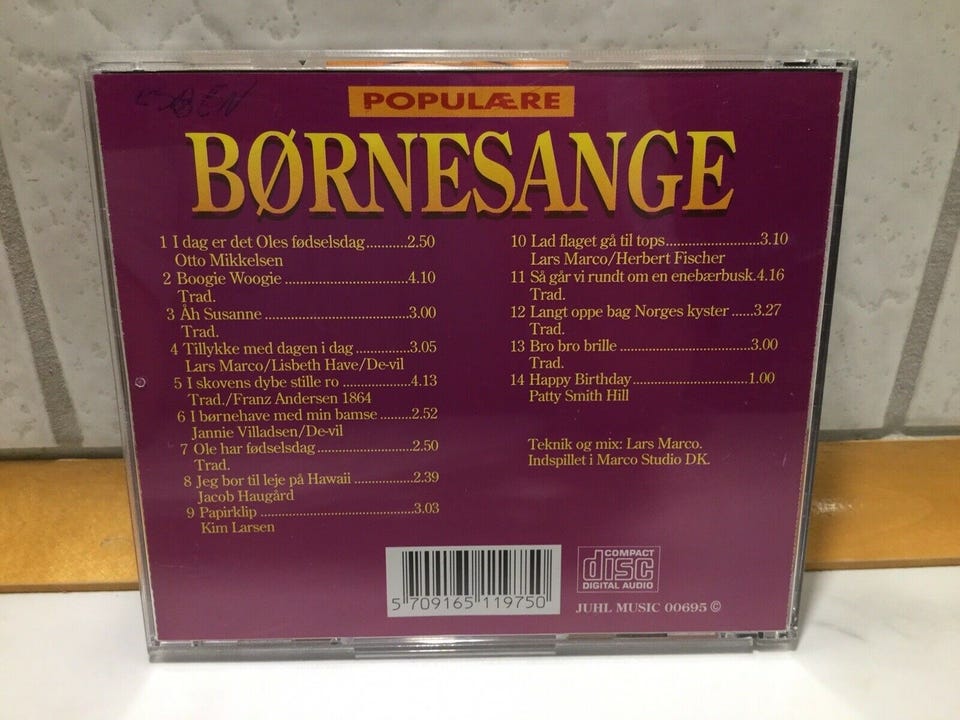 POPULÆRE
BØRNESANGE
1 I dag er det Oles fødselsdag..........2.50
Otto Mikkelsen
2 Boogie Woogie ..............................4.10
Trad.
3 Åh Susanne ...................................3.00
Trad.
4 Tillykke med dagen i dag .............3.05
Lars Marco/Lisbeth Have/De-vil
5 I skovens dybe stille ro ................4.13
Trad./Franz Andersen 1864
6 I børnehave med min bamse ........2.52
Jannie Villadsen/De-vil
7 Ole har fødselsdag.......................2.50
Trad.
8 Jeg bor til leje på Hawaii ...............2.39
Jacob Haugård
9 Papirklip .....................................3.03
Kim Larsen
10 Lad flaget gå til tops.......................3.10
Lars Marco/Herbert Fischer
11 Så går vi rundt om en enebærbusk.4.16
Trad.
12 Langt oppe bag Norges kyster ......3.27
Trad.
13 Bro bro brille ................................3.00
Trad.
14 Happy Birthday............................1.00
Patty Smith Hill
Teknik og mix: Lars Marco.
Indspillet i Marco Studio DK.
5 709165 119750
COMPACT
disc
DIGITAL AUDIO
JUHL MUSIC 00695 ©